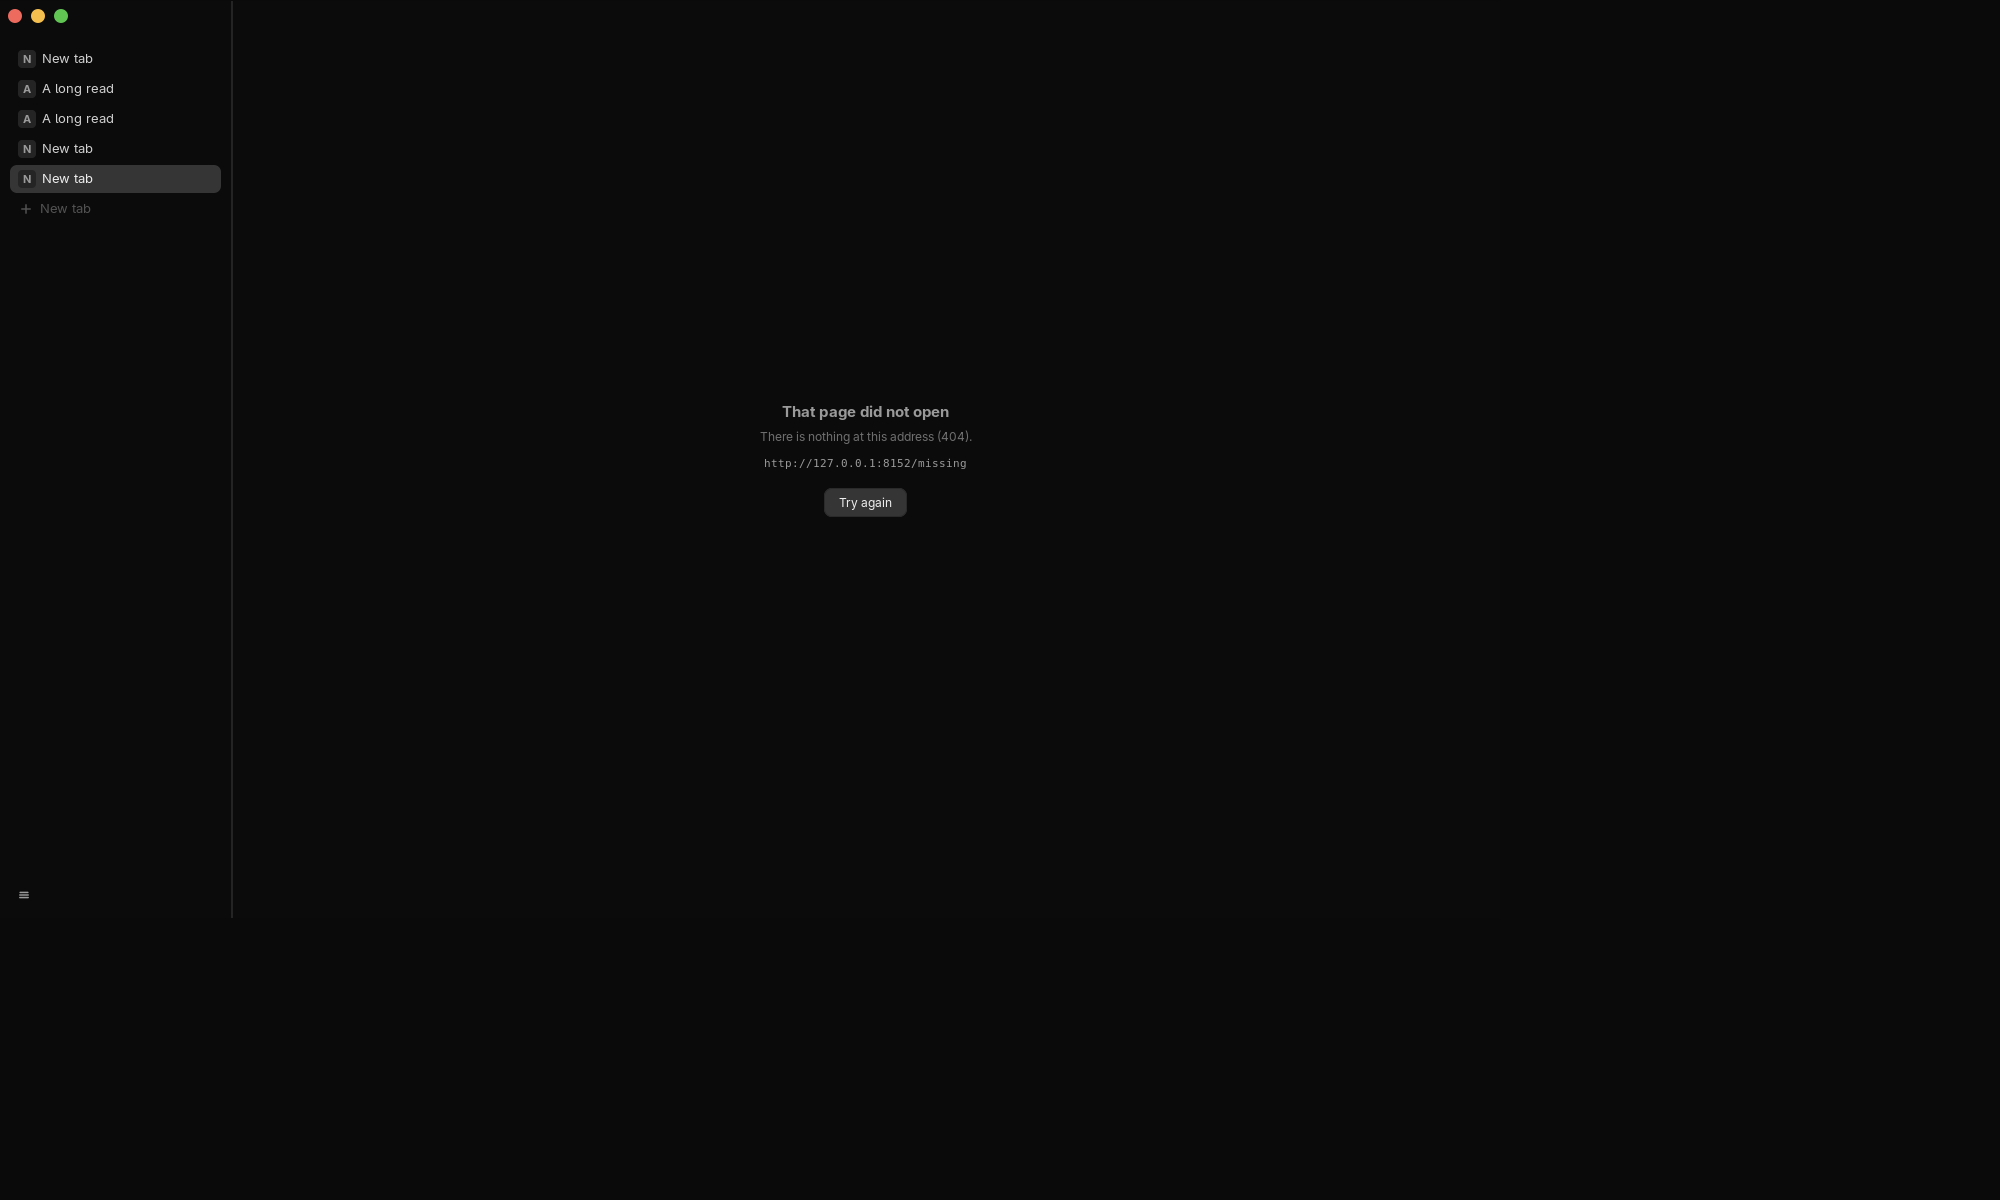 N New tab
A A long read
A A long read
N New tab
N New tab
+ New tab
That page did not open
There is nothing at this address (404).
http://127.0.0.1:8152/missing
Try again